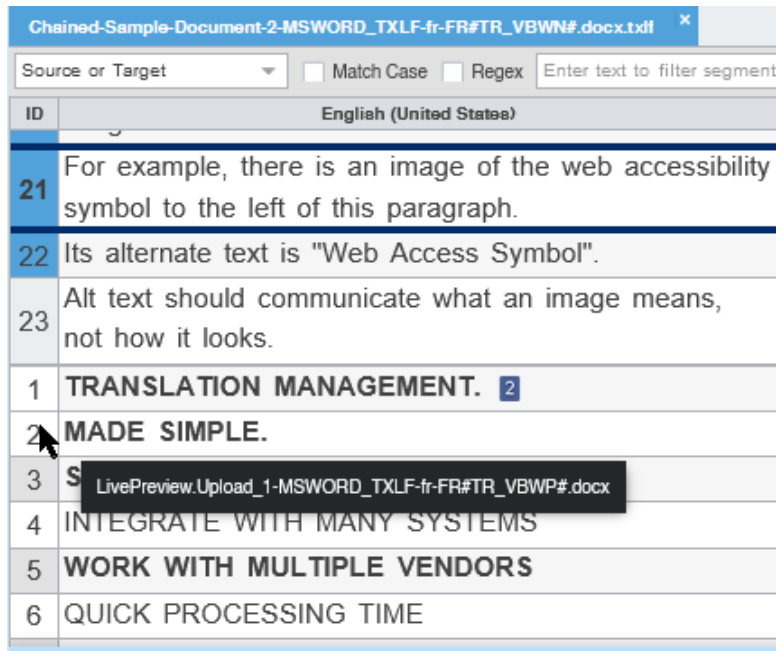 Chained-Sample-Document-2-MSWORD_TXLF-fr-FR#TR_VBWN#.docx.txlf ×
Source or Target Match Case Regex Enter text to filter segment
ID English (United States)
21 For example, there is an image of the web accessibility
symbol to the left of this paragraph.
22 Its alternate text is "Web Access Symbol".
23 Alt text should communicate what an image means,
not how it looks.
1 TRANSLATION MANAGEMENT. 2
2 MADE SIMPLE.
3 S
LivePreview.Upload_1-MSWORD_TXLF-fr-FR#TR_VBWP#.docx
4 INTEGRATE WITH MANY SYSTEMS
5 WORK WITH MULTIPLE VENDORS
6 QUICK PROCESSING TIME